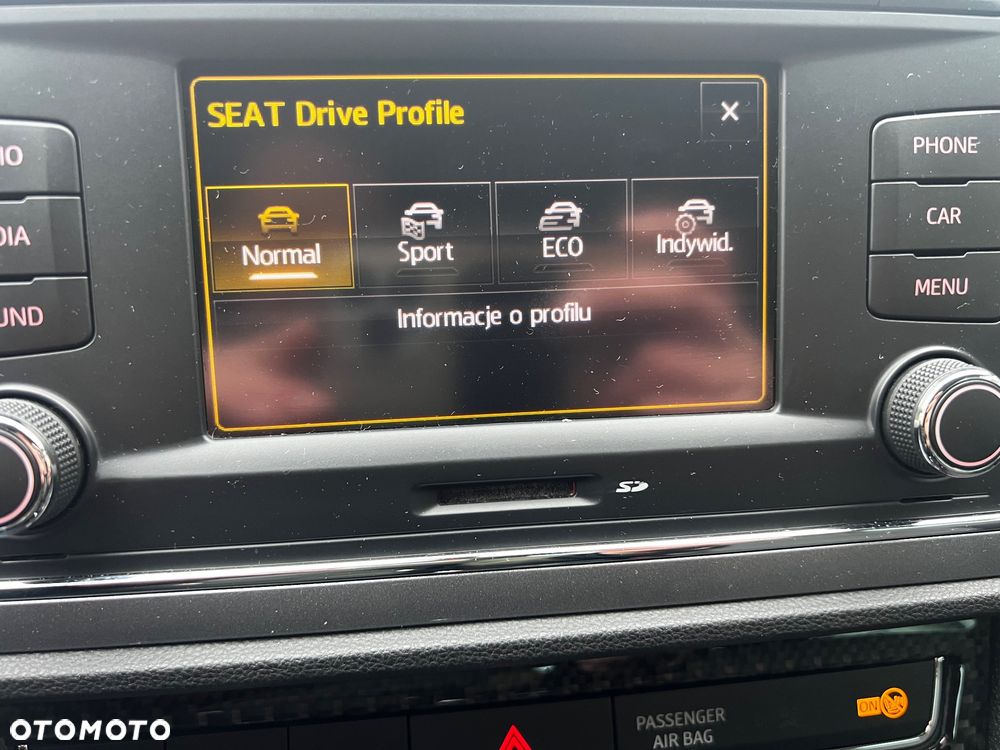 SEAT Drive Profile
Normal
Sport
ECO
Indywid.
Informacje o profilu
PHONE
CAR
MENU
SD
PASSENGER
AIR BAG
ON
OTOMOTO